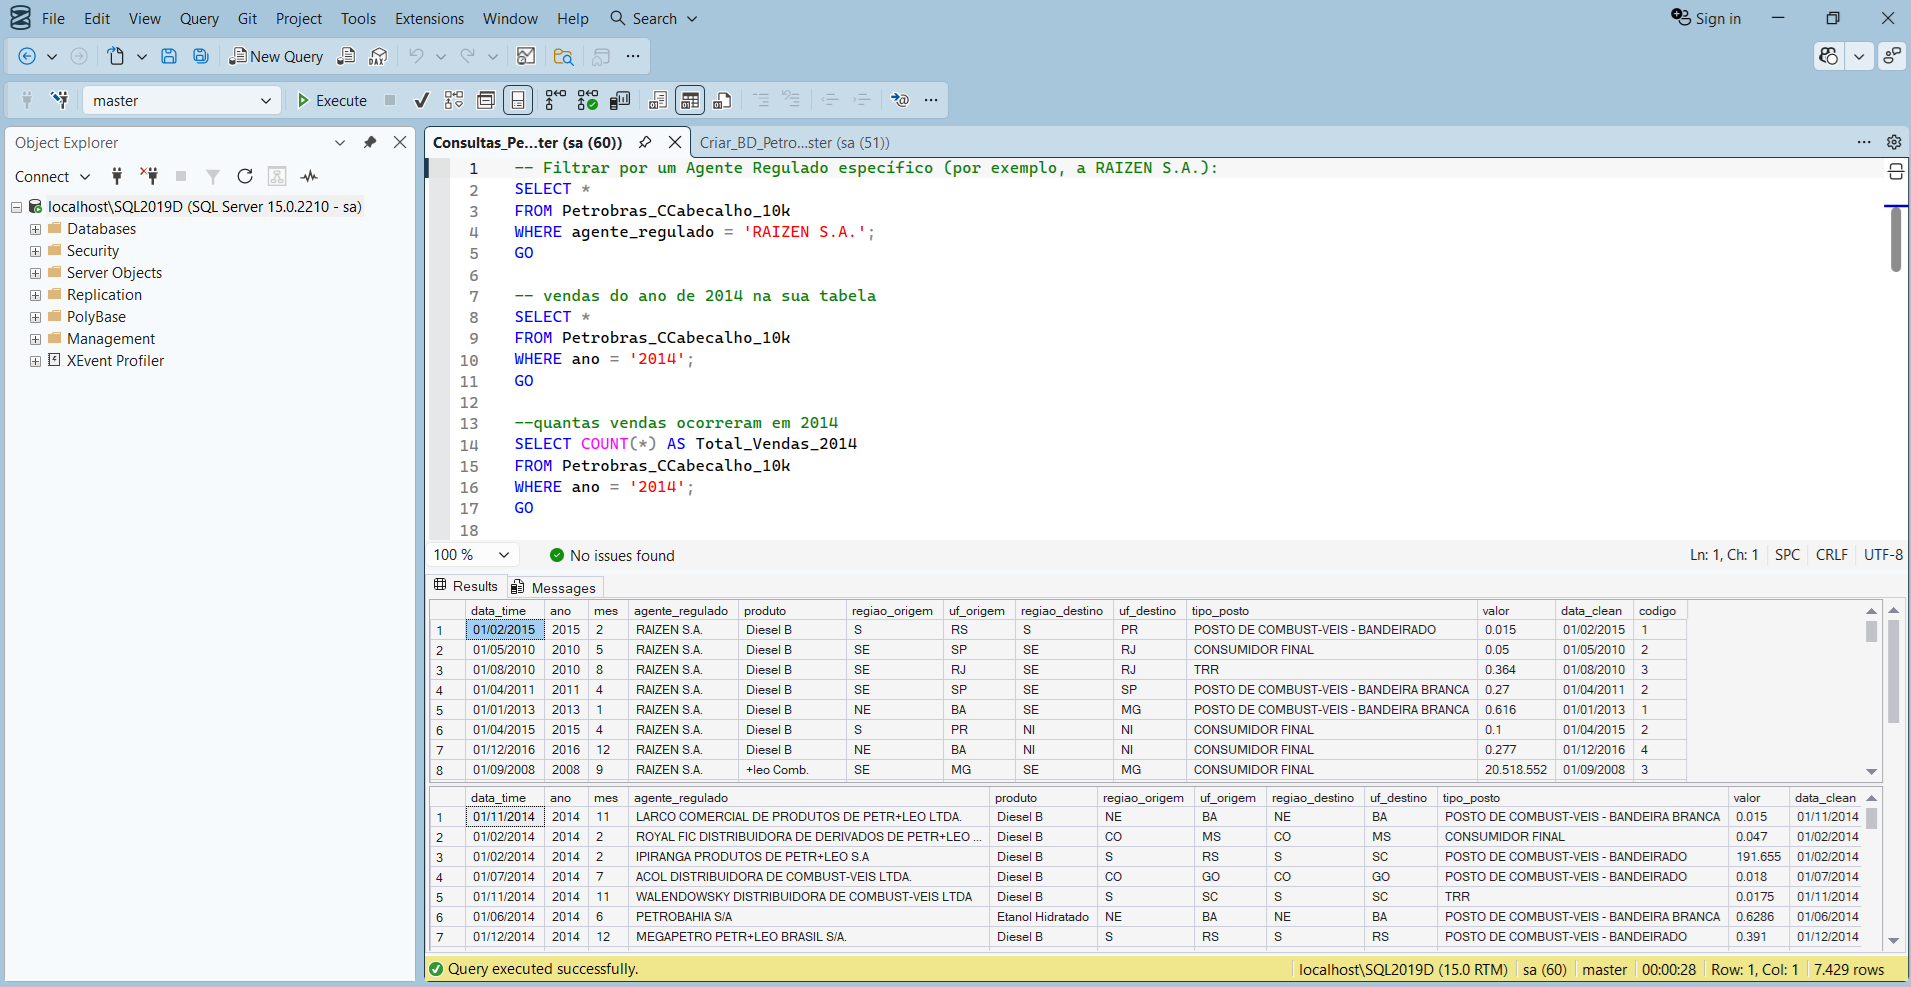 File Edit View Query Git Project Tools Extensions Window Help Search Sign in
New Query DAX
master Execute
Object Explorer
Connect
localhost\SQL2019D (SQL Server 15.0.2210 - sa)
Databases
Security
Server Objects
Replication
PolyBase
Management
XEvent Profiler
Consultas_Pe...ter (sa (60)) Criar_BD_Petro...ster (sa (51))
1 -- Filtrar por um Agente Regulado específico (por exemplo, a RAIZEN S.A.):
2 SELECT *
3 FROM Petrobras_CCabecalho_10k
4 WHERE agente_regulado = 'RAIZEN S.A.';
5 GO
6
7 -- vendas do ano de 2014 na sua tabela
8 SELECT *
9 FROM Petrobras_CCabecalho_10k
10 WHERE ano = '2014';
11 GO
12
13 --quantas vendas ocorreram em 2014
14 SELECT COUNT(*) AS Total_Vendas_2014
15 FROM Petrobras_CCabecalho_10k
16 WHERE ano = '2014';
17 GO
18
100 % No issues found Ln: 1, Ch: 1 SPC CRLF UTF-8
Results Messages
data_time ano mes agente_regulado produto regiao_origem uf_origem regiao_destino uf_destino tipo_posto valor data_clean codigo
1 01/02/2015 2015 2 RAIZEN S.A. Diesel B S RS S PR POSTO DE COMBUST-VEIS - BANDEIRADO 0.015 01/02/2015 1
2 01/05/2010 2010 5 RAIZEN S.A. Diesel B SE SP SE RJ CONSUMIDOR FINAL 0.05 01/05/2010 2
3 01/08/2010 2010 8 RAIZEN S.A. Diesel B SE RJ SE RJ TRR 0.364 01/08/2010 3
4 01/04/2011 2011 4 RAIZEN S.A. Diesel B SE SP SE SP POSTO DE COMBUST-VEIS - BANDEIRA BRANCA 0.27 01/04/2011 2
5 01/01/2013 2013 1 RAIZEN S.A. Diesel B NE BA SE MG POSTO DE COMBUST-VEIS - BANDEIRA BRANCA 0.616 01/01/2013 1
6 01/04/2015 2015 4 RAIZEN S.A. Diesel B S PR NI NI CONSUMIDOR FINAL 0.1 01/04/2015 2
7 01/12/2016 2016 12 RAIZEN S.A. Diesel B NE BA NI NI CONSUMIDOR FINAL 0.277 01/12/2016 4
8 01/09/2008 2008 9 RAIZEN S.A. +leo Comb. SE MG SE MG CONSUMIDOR FINAL 20.518.552 01/09/2008 3
data_time ano mes agente_regulado produto regiao_origem uf_origem regiao_destino uf_destino tipo_posto valor data_clean
1 01/11/2014 2014 11 LARCO COMERCIAL DE PRODUTOS DE PETR+LEO LTDA. Diesel B NE BA NE BA POSTO DE COMBUST-VEIS - BANDEIRA BRANCA 0.015 01/11/2014
2 01/02/2014 2014 2 ROYAL FIC DISTRIBUIDORA DE DERIVADOS DE PETR+LEO ... Diesel B CO MS CO MS CONSUMIDOR FINAL 0.047 01/02/2014
3 01/02/2014 2014 2 IPIRANGA PRODUTOS DE PETR+LEO S.A Diesel B S RS S SC POSTO DE COMBUST-VEIS - BANDEIRADO 191.655 01/02/2014
4 01/07/2014 2014 7 ACOL DISTRIBUIDORA DE COMBUST-VEIS LTDA. Diesel B CO GO CO GO POSTO DE COMBUST-VEIS - BANDEIRADO 0.018 01/07/2014
5 01/11/2014 2014 11 WALENDOWSKY DISTRIBUIDORA DE COMBUST-VEIS LTDA Diesel B S SC S SC TRR 0.0175 01/11/2014
6 01/06/2014 2014 6 PETROBAHIA S/A Etanol Hidratado NE BA NE BA POSTO DE COMBUST-VEIS - BANDEIRA BRANCA 0.6286 01/06/2014
7 01/12/2014 2014 12 MEGAPETRO PETR+LEO BRASIL S/A. Diesel B S RS S RS POSTO DE COMBUST-VEIS - BANDEIRADO 0.391 01/12/2014
Query executed successfully. localhost\SQL2019D (15.0 RTM) sa (60) master 00:00:28 Row: 1, Col: 1 7.429 rows